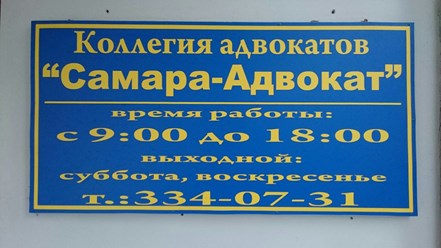 Коллегия адвокатов
“Самара-Адвокат”
время работы:
с 9:00 до 18:00
выходной:
суббота, воскресенье
т.:334-07-31